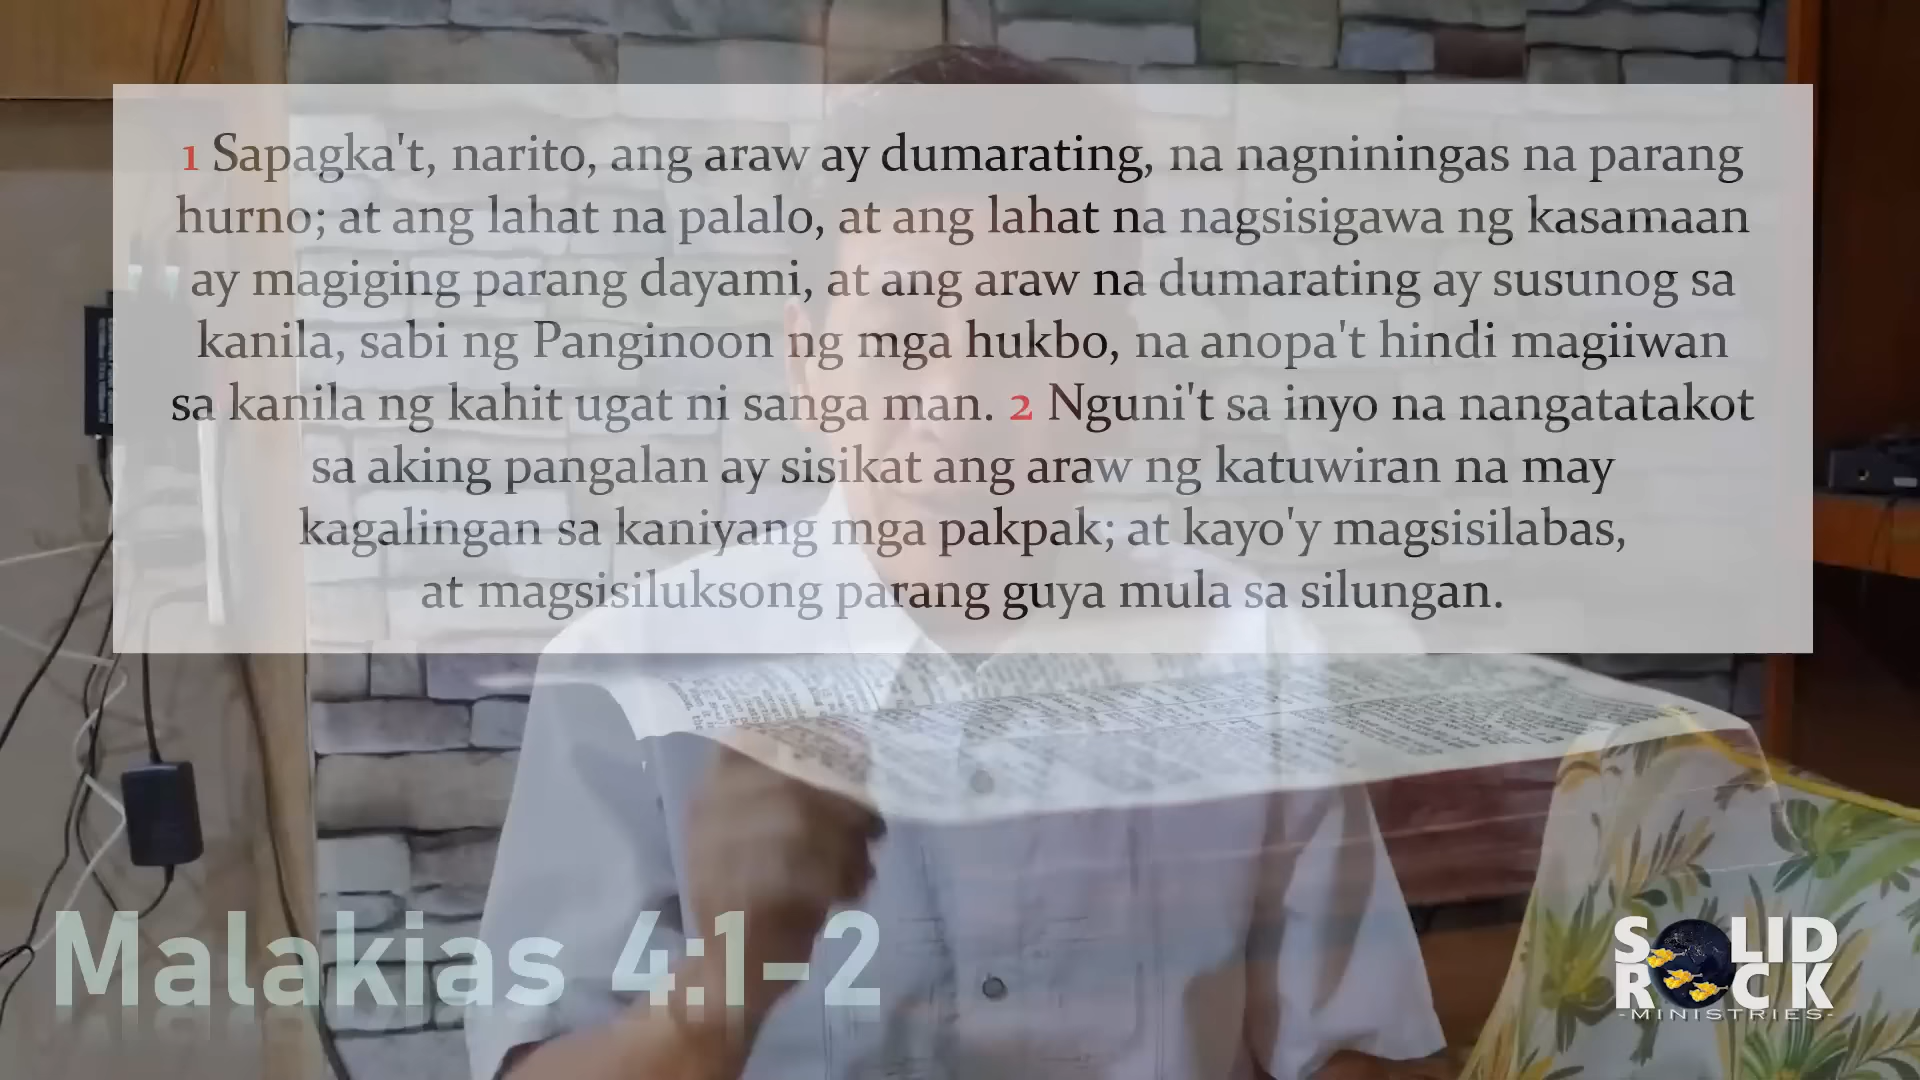 1 Sapagka't, narito, ang araw ay dumarating, na nagniningas na parang
hurno; at ang lahat na palalo, at ang lahat na nagsisigawa ng kasamaan
ay magiging parang dayami, at ang araw na dumarating ay susunog sa
kanila, sabi ng Panginoon ng mga hukbo, na anopa't hindi magiiwan
sa kanila ng kahit ugat ni sanga man. 2 Nguni't sa inyo na nangatatakot
sa aking pangalan ay sisikat ang araw ng katuwiran na may
kagalingan sa kaniyang mga pakpak; at kayo'y magsisilabas,
at magsisiluksong parang guya mula sa silungan.
Malakias 4:1-2
SOLID
ROCK
-MINISTRIES-